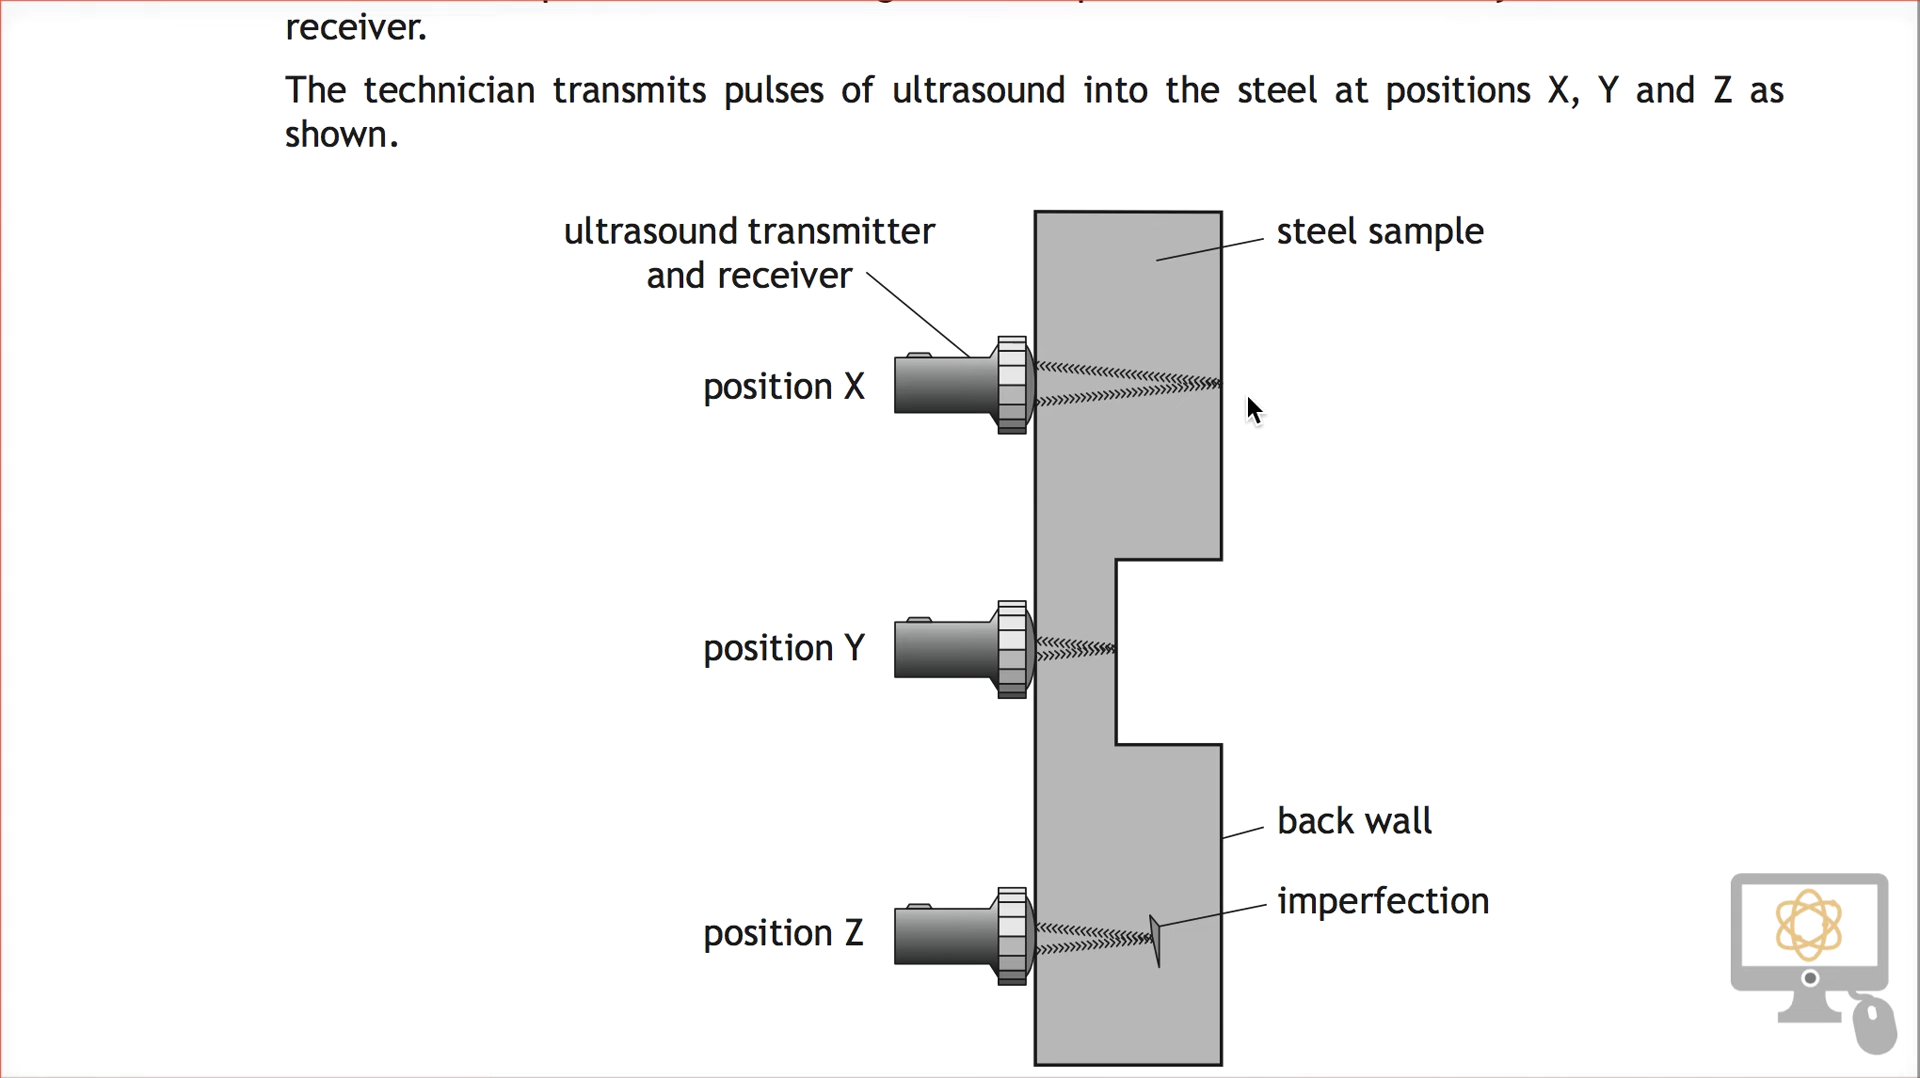 receiver.
The technician transmits pulses of ultrasound into the steel at positions X, Y and Z as
shown.
ultrasound transmitter
and receiver
steel sample
position X
position Y
back wall
imperfection
position Z